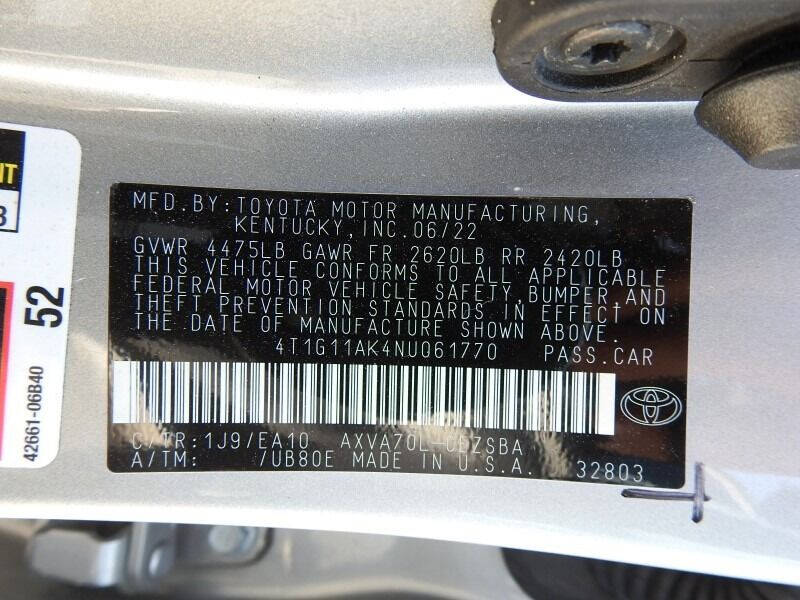 MFD.BY:TOYOTA MOTOR MANUFACTURING,
KENTUCKY,INC.06/22
GVWR 4475LB GAWR FR 2620LB RR 2420LB
THIS VEHICLE CONFORMS TO ALL APPLICABLE
FEDERAL MOTOR VEHICLE SAFETY,BUMPER,AND
THEFT PREVENTION STANDARDS IN EFFECT ON
THE DATE OF MANUFACTURE SHOWN ABOVE.
4T1G11AK4NU061770 PASS.CAR
C/TR:1J9/EA10 AXVA70L-CEZSBA
A/TM: /UB80E MADE IN U.S.A. 32803
52
42661-06B40